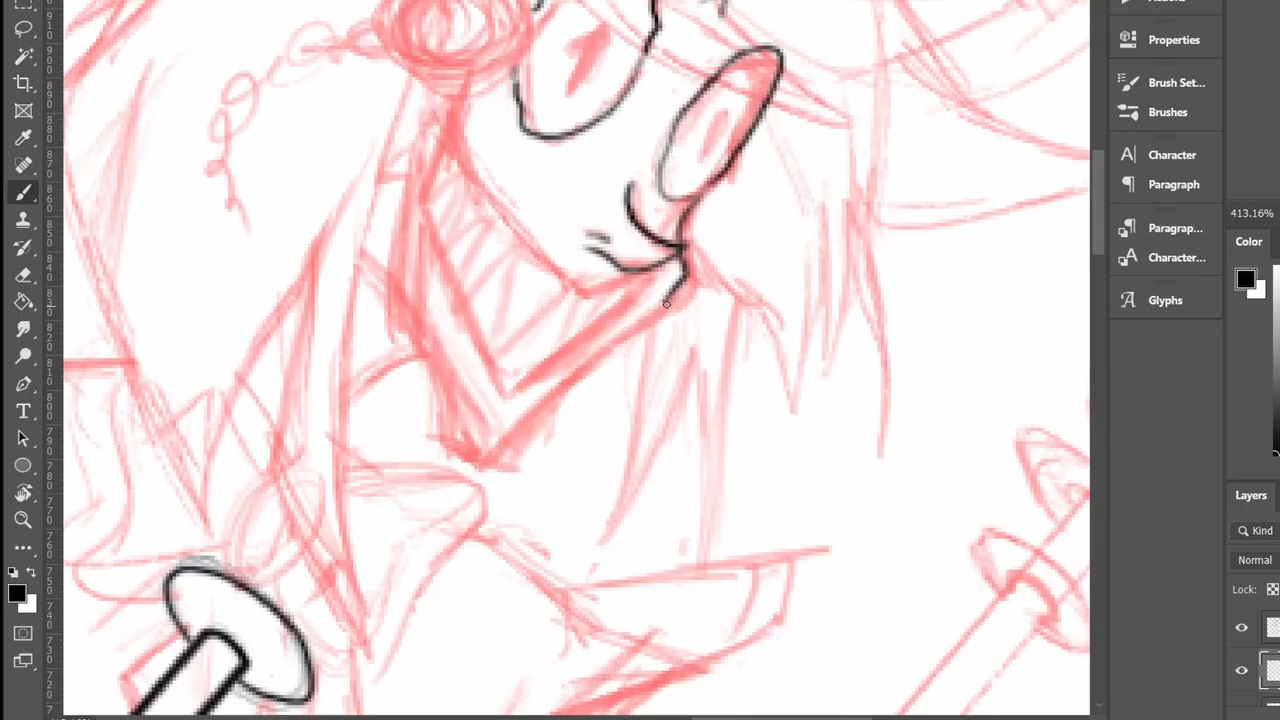 Properties
Brush Set...
Brushes
Character
Paragraph
Paragrap...
Character...
Glyphs
413.16%
Color
Layers
Kind
Normal
Lock: